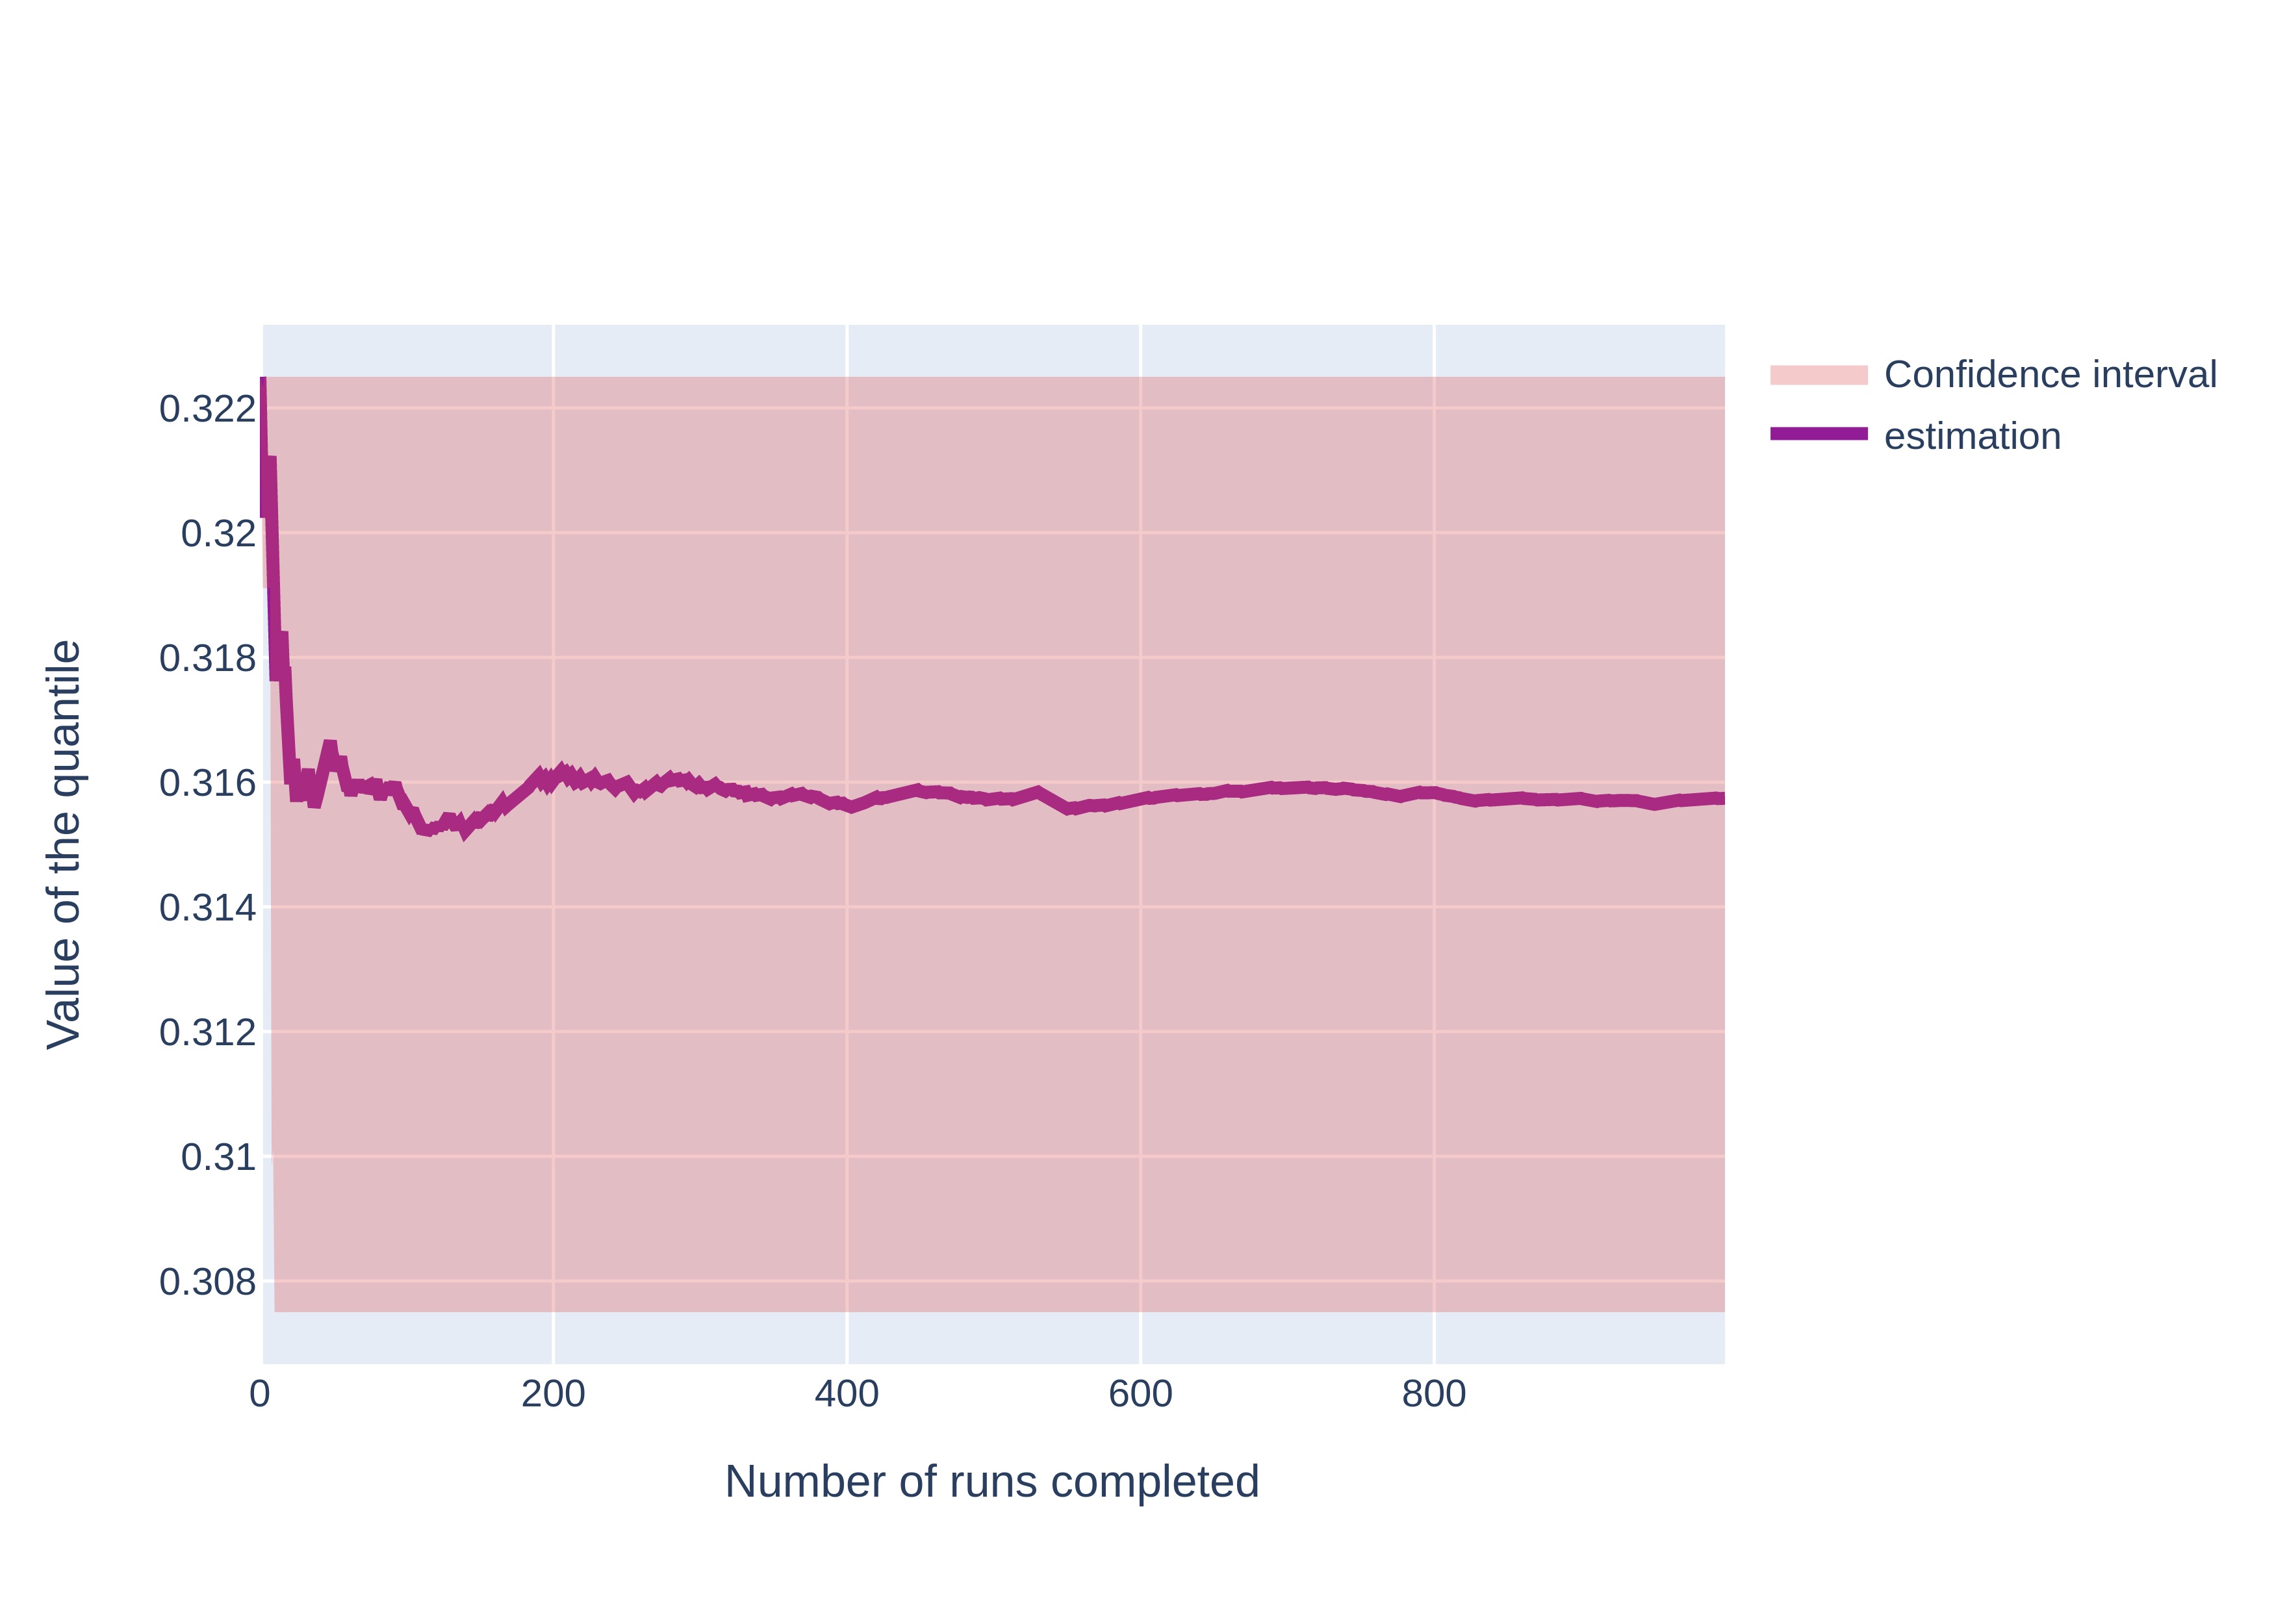 Confidence interval
estimation
0.322
0.32
0.318
0.316
0.314
0.312
0.31
0.308
Value of the quantile
0 200 400 600 800
Number of runs completed